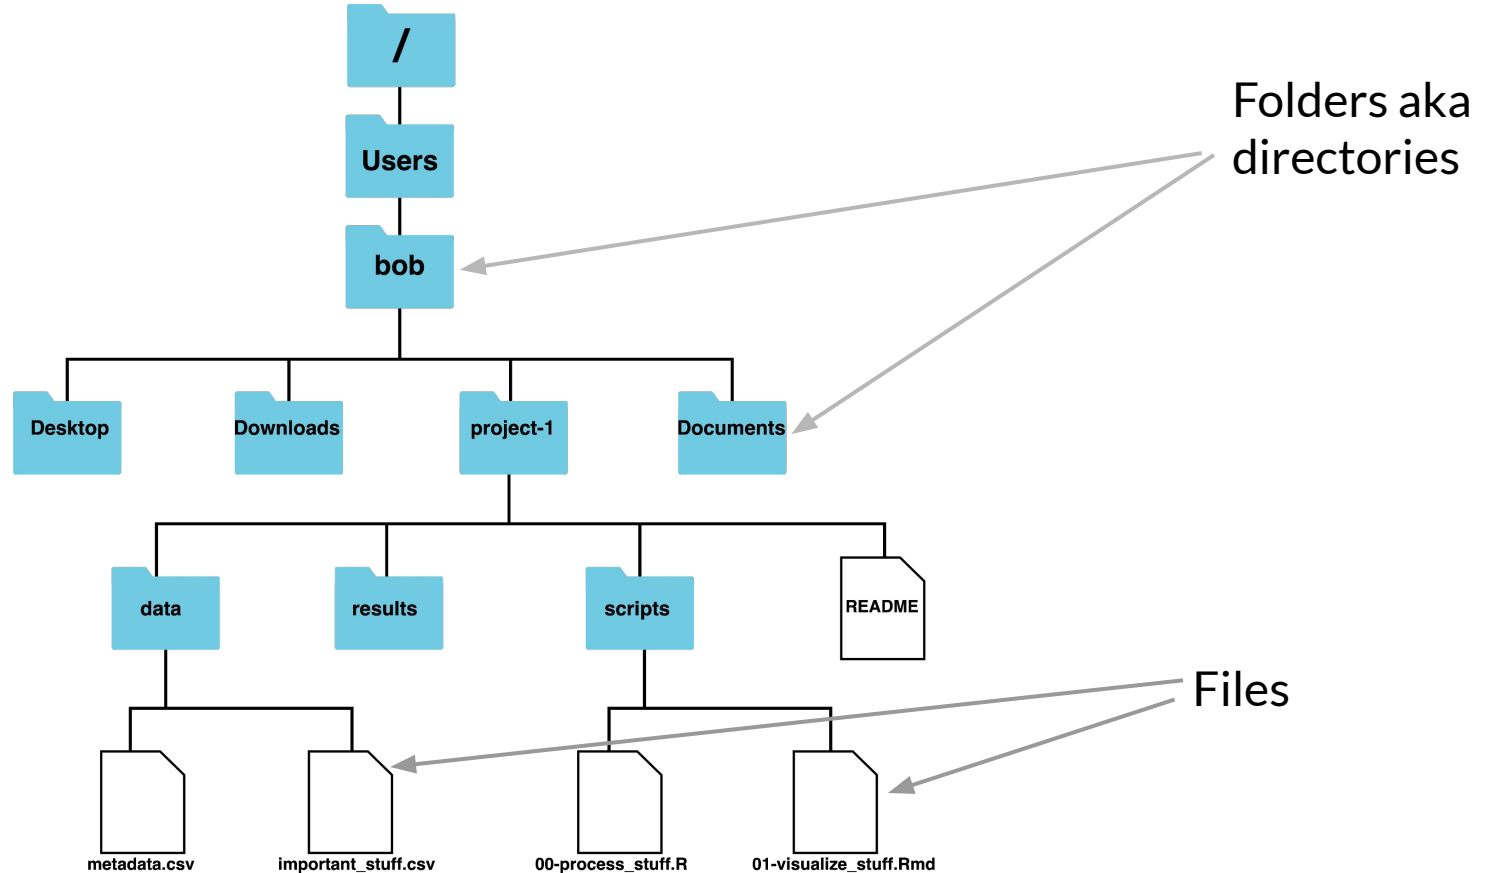 /
Folders aka
directories
Users
bob
Desktop
Downloads
project-1
Documents
data
results
scripts
README
Files
metadata.csv
important_stuff.csv
00-process_stuff.R
01-visualize_stuff.Rmd